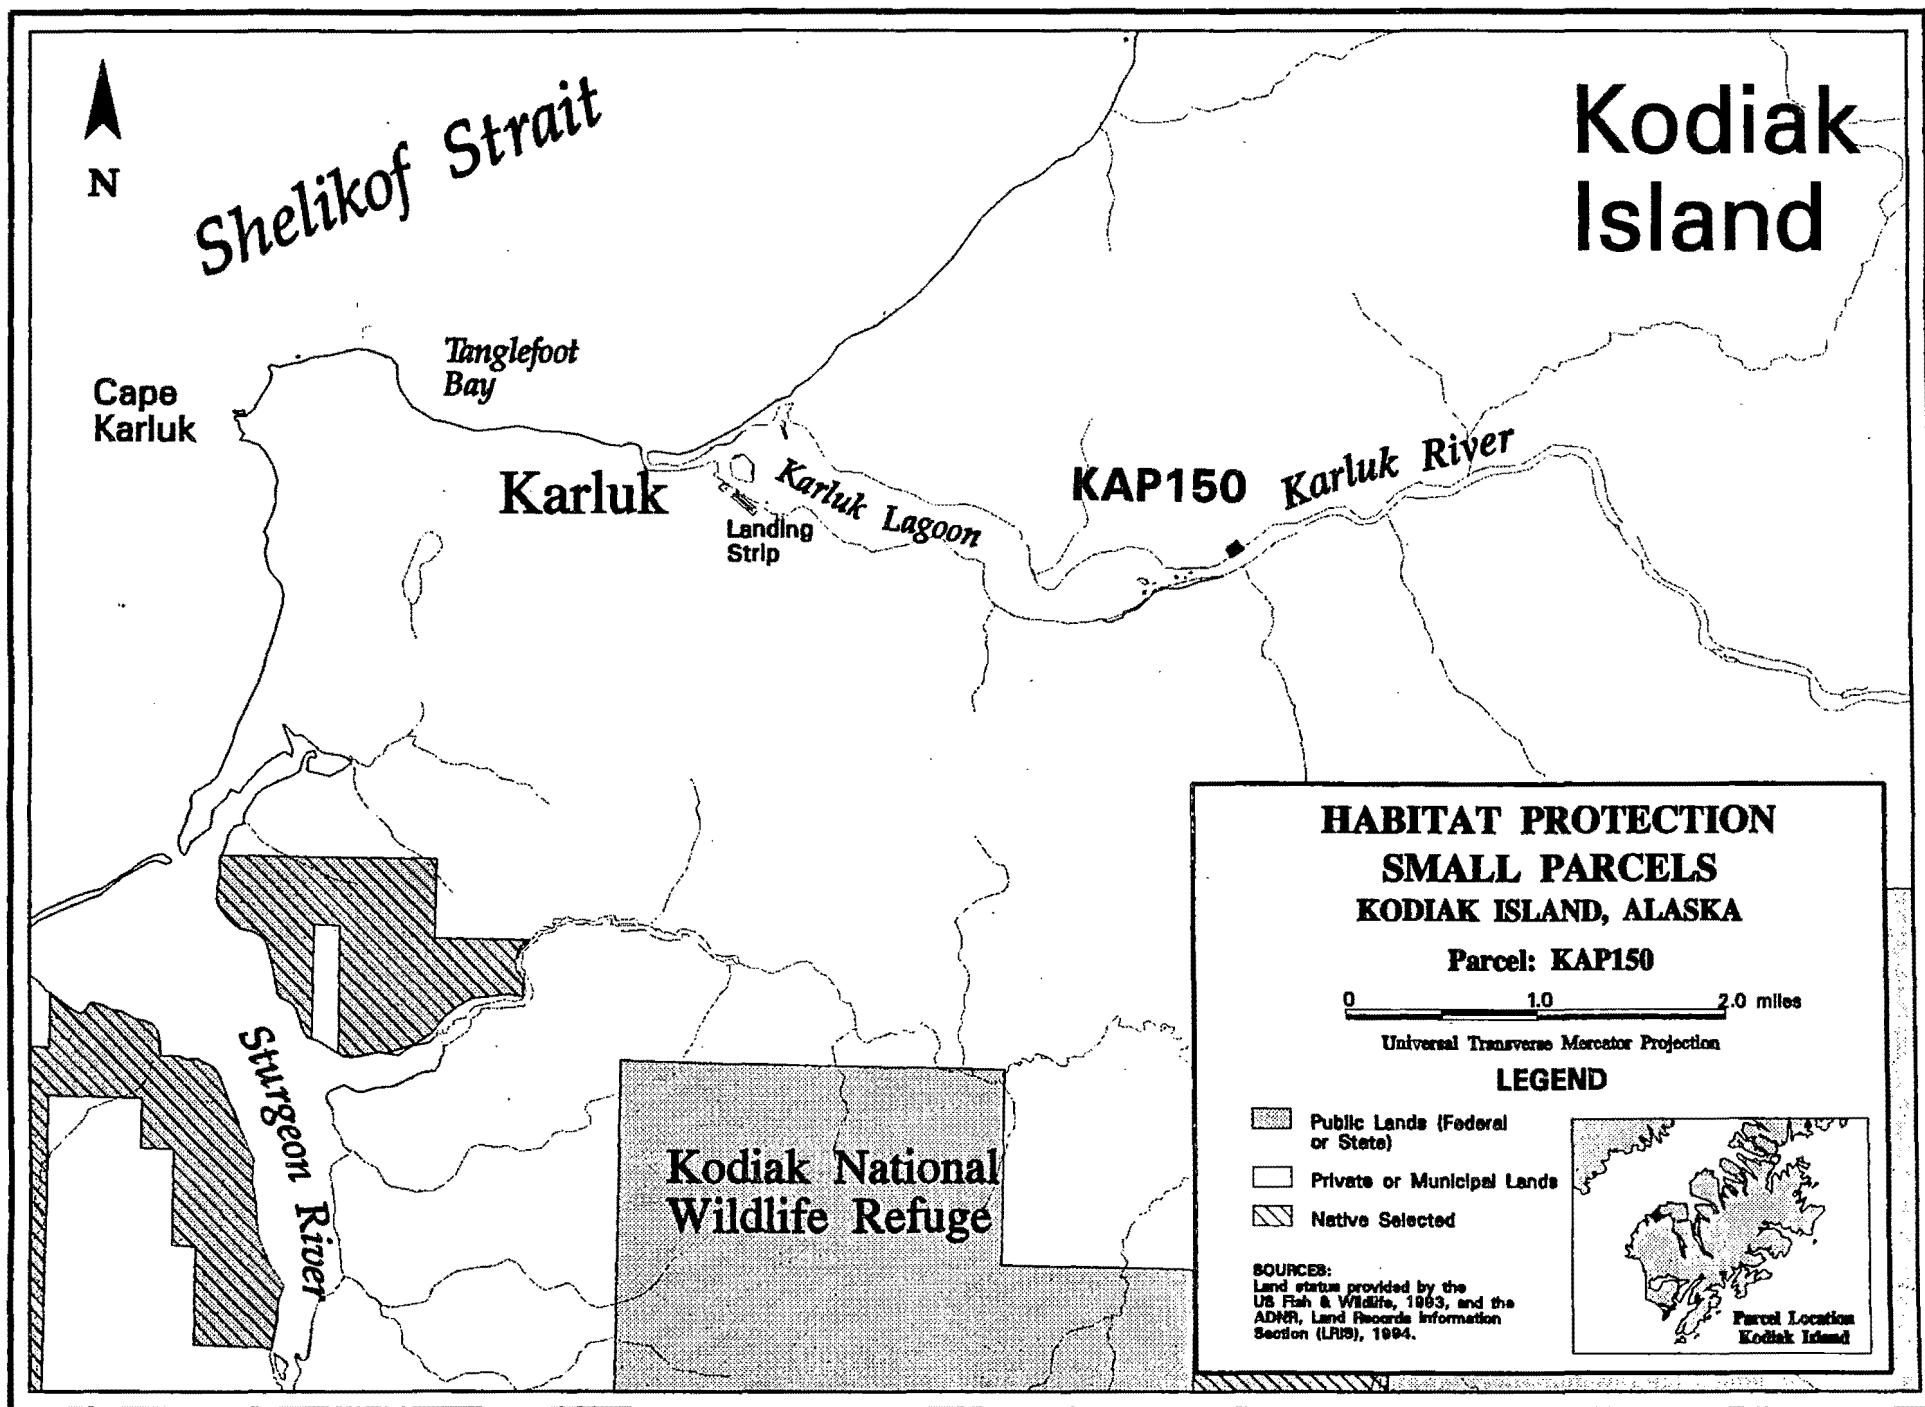 N
Shelikof Strait
Kodiak
Island
Tanglefoot
Bay
Cape
Karluk
Karluk
Karluk Lagoon
Landing
Strip
KAP150
Karluk River
Sturgeon River
Kodiak National
Wildlife Refuge
HABITAT PROTECTION
SMALL PARCELS
KODIAK ISLAND, ALASKA
Parcel: KAP150
0 1.0 2.0 miles
Universal Transverse Mercator Projection
LEGEND
Public Lands (Federal
or State)
Private or Municipal Lands
Native Selected
SOURCES:
Land status provided by the
US Fish & Wildlife, 1993, and the
ADNR, Land Records Information
Section (LRIS), 1994.
Parcel Location
Kodiak Island